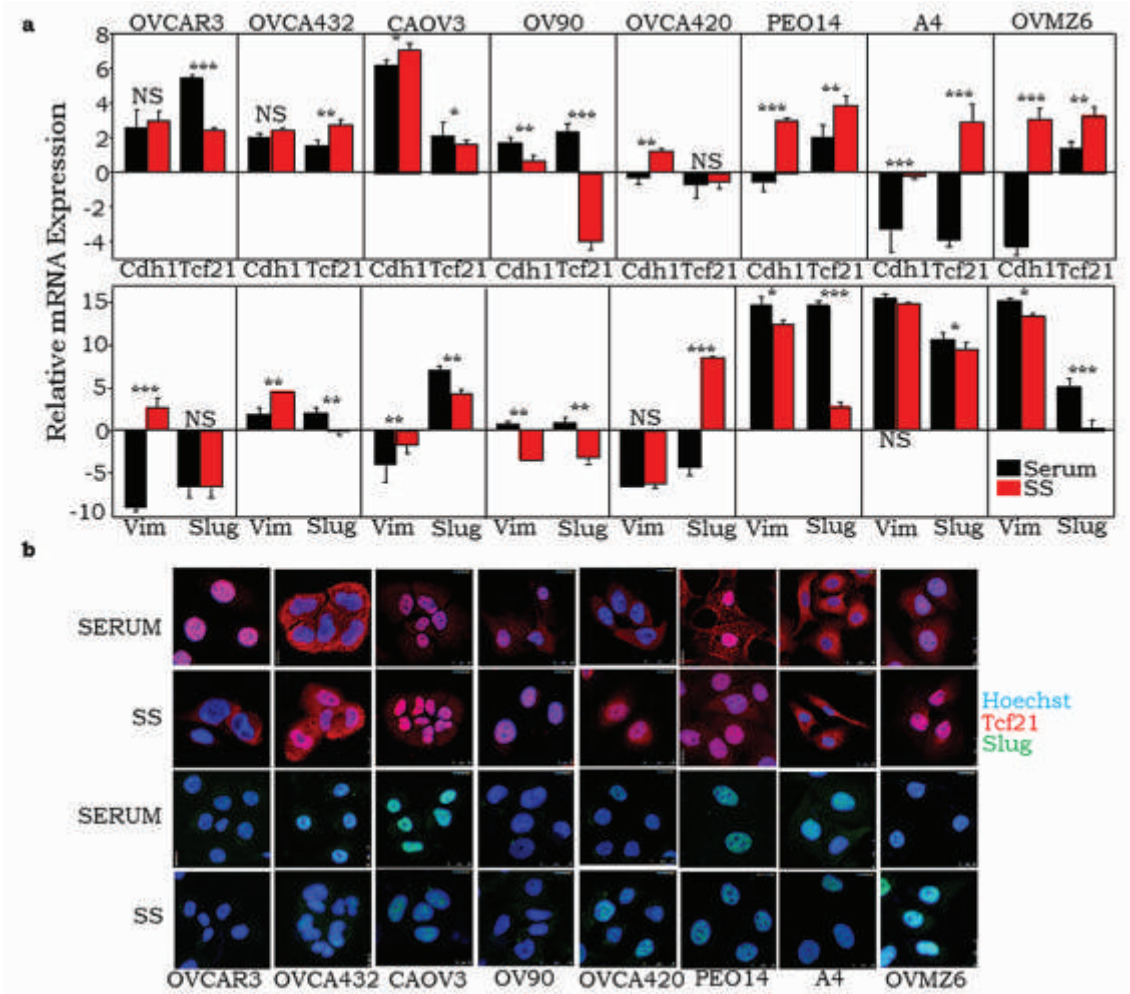 a
OVCAR3 OVCA432 CAOV3 OV90 OVCA420 PEO14 A4 OVMZ6
Relative mRNA Expression
8
6
4
2
0
-2
-4
NS *** NS ** * * ** *** ** NS *** ** *** *** *** **
Cdh1 Tcf21 Cdh1 Tcf21 Cdh1 Tcf21 Cdh1 Tcf21 Cdh1 Tcf21 Cdh1 Tcf21 Cdh1 Tcf21 Cdh1 Tcf21
15
10
5
0
-5
-10
*** NS ** ** ** ** ** ** NS *** * *** NS * * ***
Serum
SS
Vim Slug Vim Slug Vim Slug Vim Slug Vim Slug Vim Slug Vim Slug Vim Slug
b
SERUM
SS
Hoechst
Tcf21
Slug
SERUM
SS
OVCAR3 OVCA432 CAOV3 OV90 OVCA420 PEO14 A4 OVMZ6